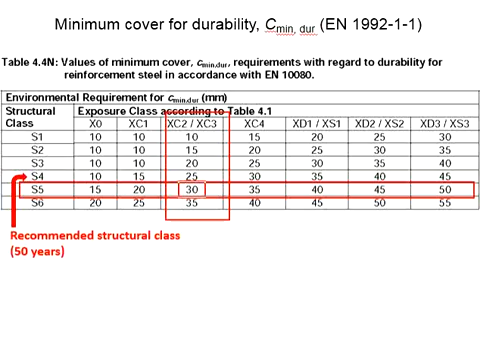 Minimum cover for durability, Cmin, dur (EN 1992-1-1)
Table 4.4N: Values of minimum cover, cmin,dur, requirements with regard to durability for
reinforcement steel in accordance with EN 10080.
Environmental Requirement for cmin,dur (mm)
Structural Class Exposure Class according to Table 4.1
X0 XC1 XC2 / XC3 XC4 XD1 / XS1 XD2 / XS2 XD3 / XS3
S1 10 10 10 15 20 25 30
S2 10 10 15 20 25 30 35
S3 10 10 20 25 30 35 40
S4 10 15 25 30 35 40 45
S5 15 20 30 35 40 45 50
S6 20 25 35 40 45 50 55
Recommended structural class
(50 years)